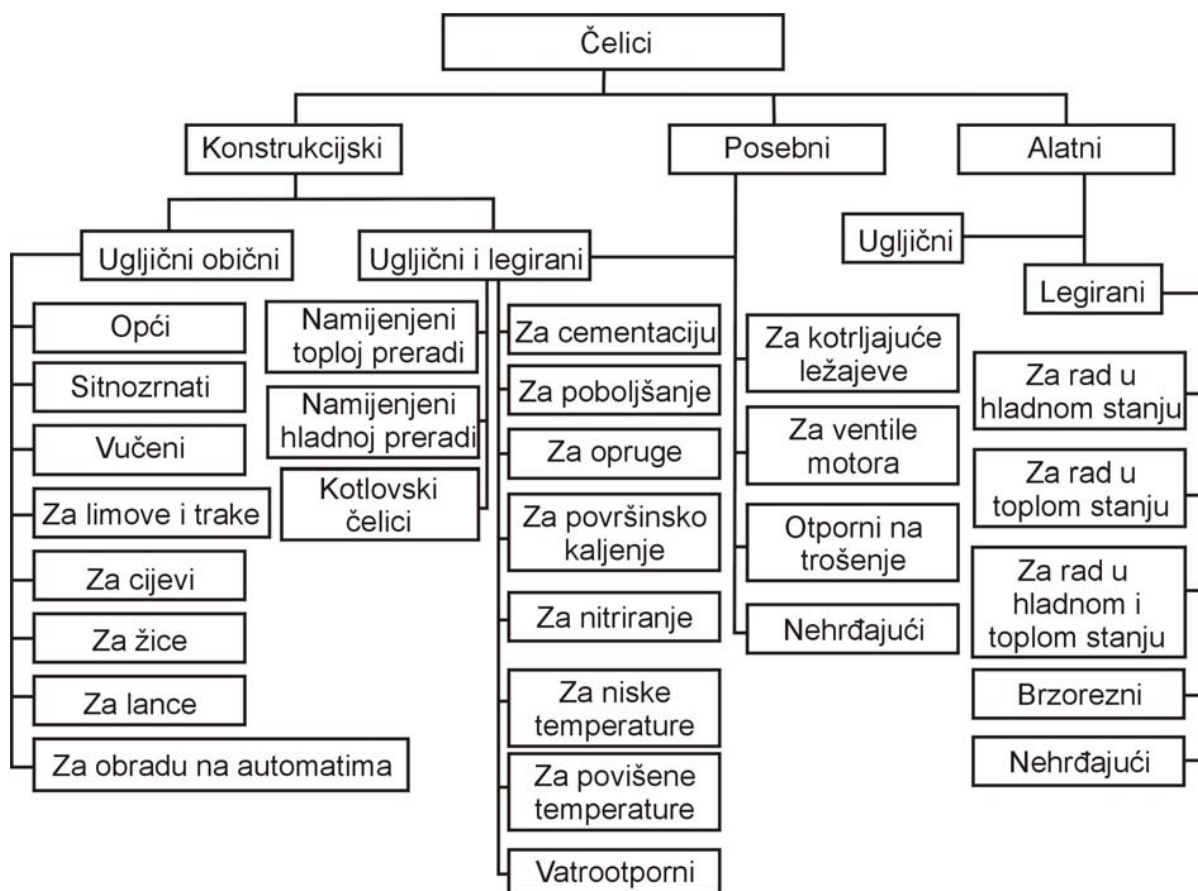 Čelici
Konstrukcijski
Posebni
Alatni
Ugljični obični
Ugljični i legirani
Ugljični
Legirani
Opći
Sitnozrnati
Vučeni
Za limove i trake
Za cijevi
Za žice
Za lance
Za obradu na automatima
Namijenjeni
toploj preradi
Namijenjeni
hladnoj preradi
Kotlovski
čelici
Za cementaciju
Za poboljšanje
Za opruge
Za površinsko
kaljenje
Za nitriranje
Za niske
temperature
Za povišene
temperature
Vatrootporni
Za kotrljajuće
ležajeve
Za ventile
motora
Otporni na
trošenje
Nehrđajući
Za rad u
hladnom stanju
Za rad u
toplom stanju
Za rad u
hladnom i
toplom stanju
Brzorezni
Nehrđajući